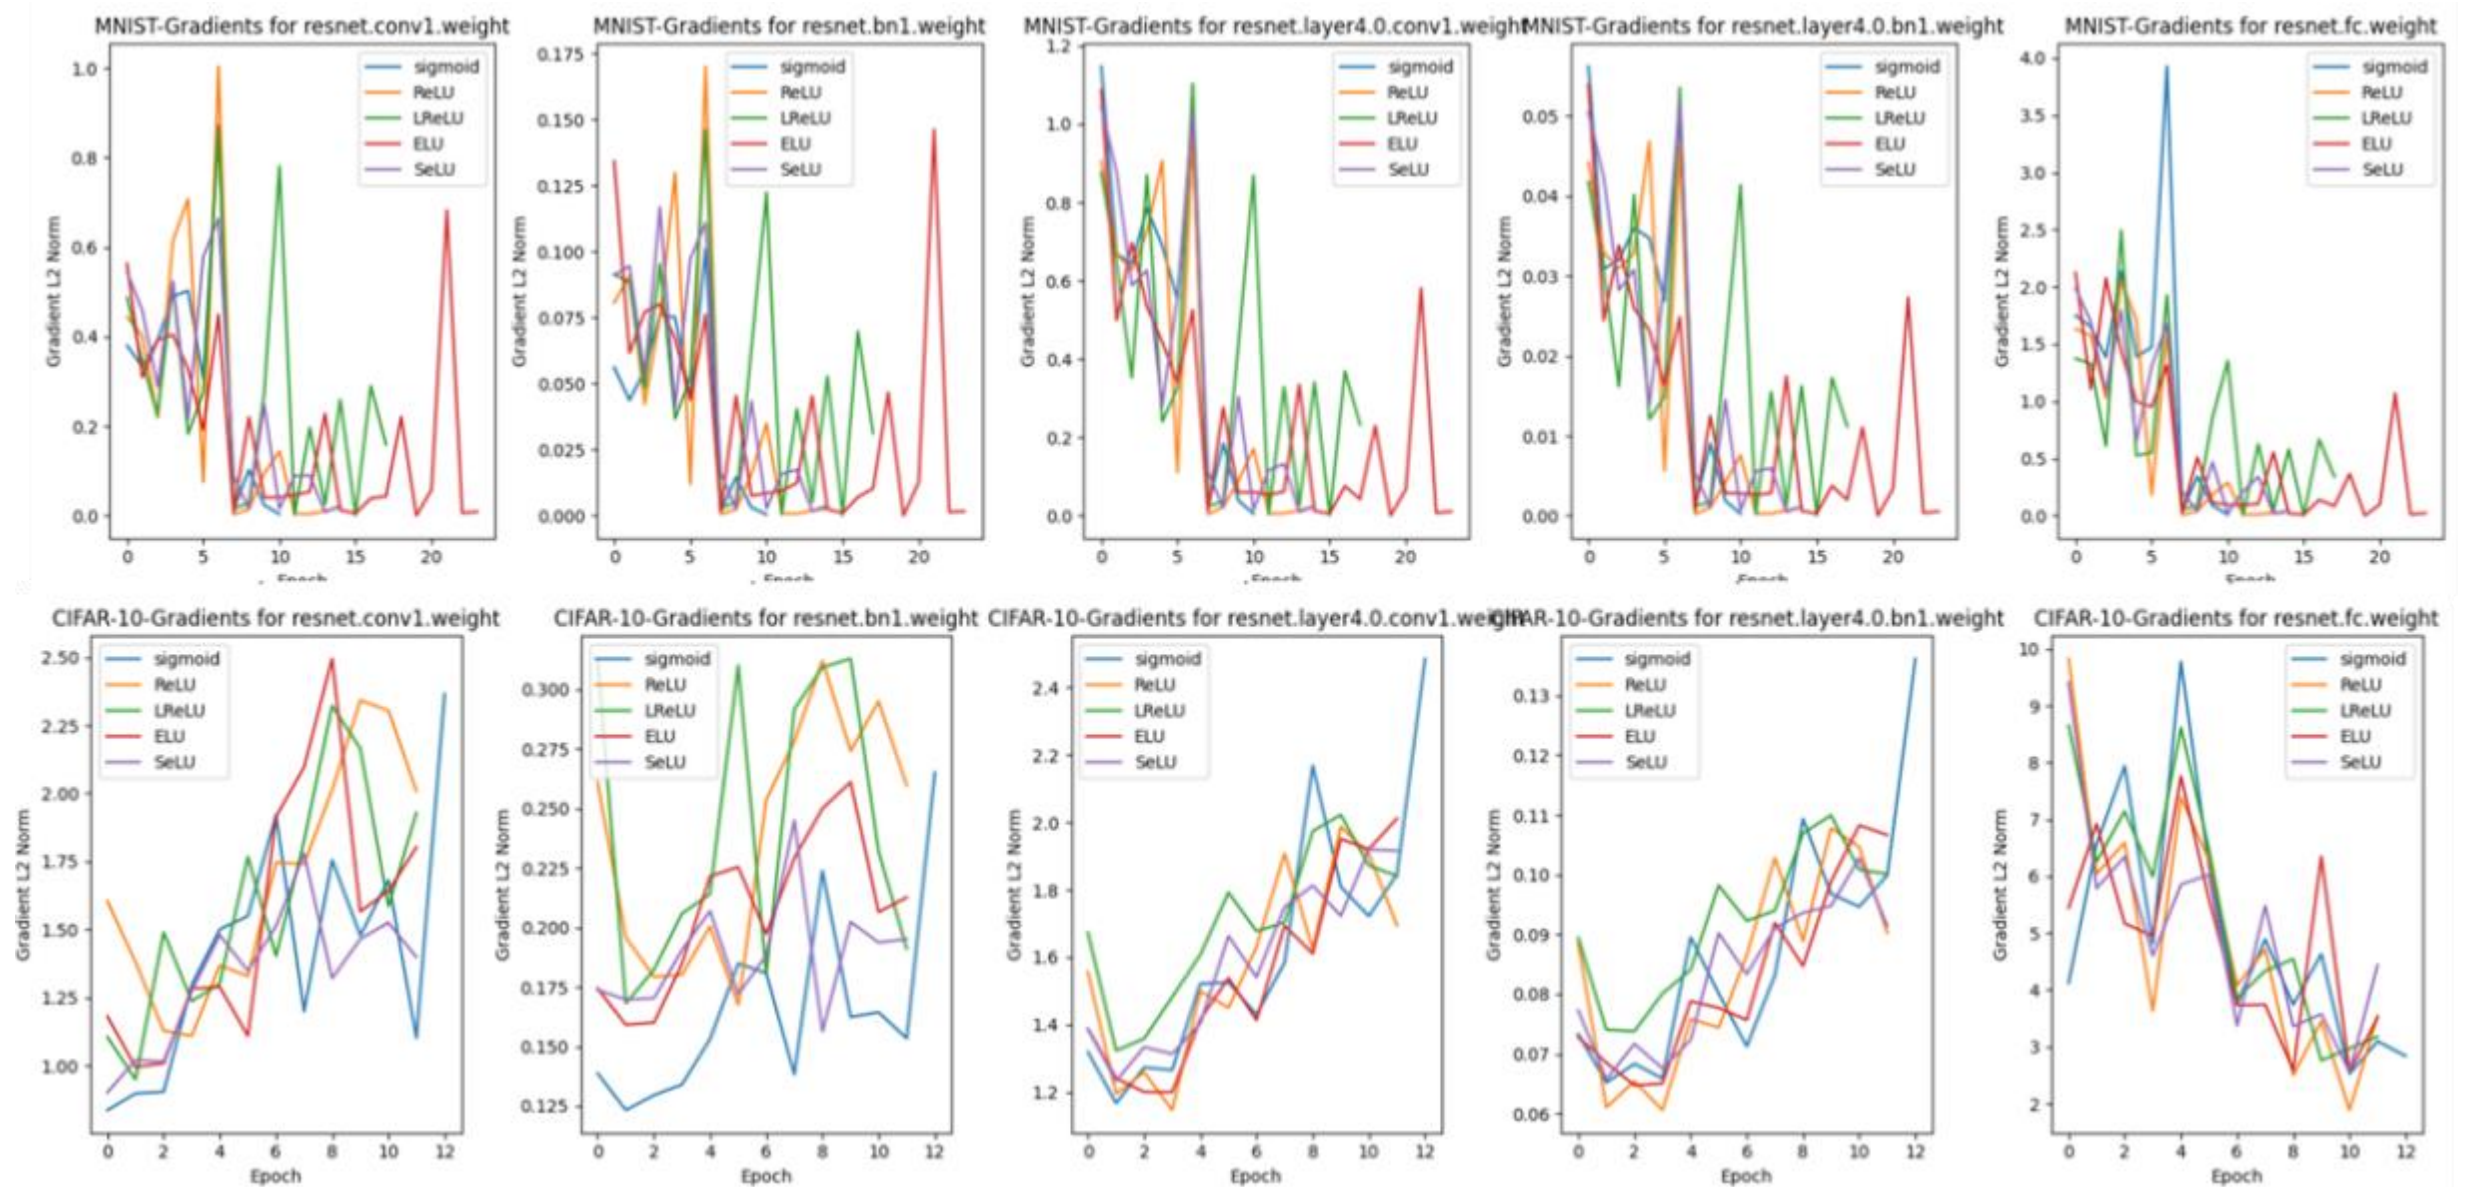 MNIST-Gradients for resnet.conv1.weight
1.0
0.8
0.6
0.4
0.2
0.0
Gradient L2 Norm
sigmoid
ReLU
LReLU
ELU
SeLU
0 5 10 15 20
Epoch
MNIST-Gradients for resnet.bn1.weight
0.175
0.150
0.125
0.100
0.075
0.050
0.025
0.000
Gradient L2 Norm
sigmoid
ReLU
LReLU
ELU
SeLU
0 5 10 15 20
Epoch
MNIST-Gradients for resnet.layer4.0.conv1.weight
1.2
1.0
0.8
0.6
0.4
0.2
0.0
Gradient L2 Norm
sigmoid
ReLU
LReLU
ELU
SeLU
0 5 10 15 20
Epoch
MNIST-Gradients for resnet.layer4.0.bn1.weight
0.05
0.04
0.03
0.02
0.01
0.00
Gradient L2 Norm
sigmoid
ReLU
LReLU
ELU
SeLU
0 5 10 15 20
Epoch
MNIST-Gradients for resnet.fc.weight
4.0
3.5
3.0
2.5
2.0
1.5
1.0
0.5
0.0
Gradient L2 Norm
sigmoid
ReLU
LReLU
ELU
SeLU
0 5 10 15 20
Epoch
CIFAR-10-Gradients for resnet.conv1.weight
2.50
2.25
2.00
1.75
1.50
1.25
1.00
Gradient L2 Norm
sigmoid
ReLU
LReLU
ELU
SeLU
0 2 4 6 8 10 12
Epoch
CIFAR-10-Gradients for resnet.bn1.weight
0.300
0.275
0.250
0.225
0.200
0.175
0.150
0.125
Gradient L2 Norm
sigmoid
ReLU
LReLU
ELU
SeLU
0 2 4 6 8 10 12
Epoch
CIFAR-10-Gradients for resnet.layer4.0.conv1.weight
2.4
2.2
2.0
1.8
1.6
1.4
1.2
Gradient L2 Norm
sigmoid
ReLU
LReLU
ELU
SeLU
0 2 4 6 8 10 12
Epoch
CIFAR-10-Gradients for resnet.layer4.0.bn1.weight
0.13
0.12
0.11
0.10
0.09
0.08
0.07
0.06
Gradient L2 Norm
sigmoid
ReLU
LReLU
ELU
SeLU
0 2 4 6 8 10 12
Epoch
CIFAR-10-Gradients for resnet.fc.weight
10
9
8
7
6
5
4
3
2
Gradient L2 Norm
sigmoid
ReLU
LReLU
ELU
SeLU
0 2 4 6 8 10 12
Epoch